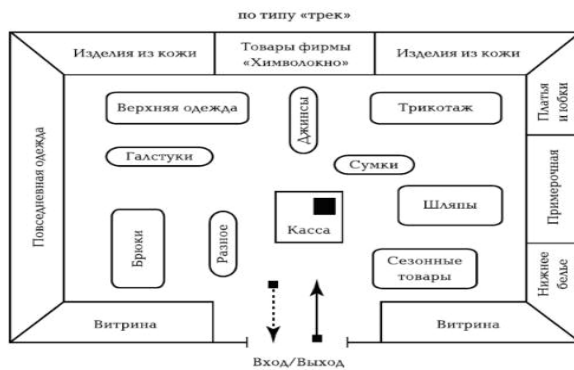 по типу «трек»
Изделия из кожи
Товары фирмы
«Химволокно»
Изделия из кожи
Повседневная одежда
Верхняя одежда
Джинсы
Трикотаж
Платья
и юбки
Галстуки
Сумки
Примерочная
Шляпы
Касса
Брюки
Разное
Сезонные
товары
Нижнее
белье
Витрина
Витрина
Вход/Выход